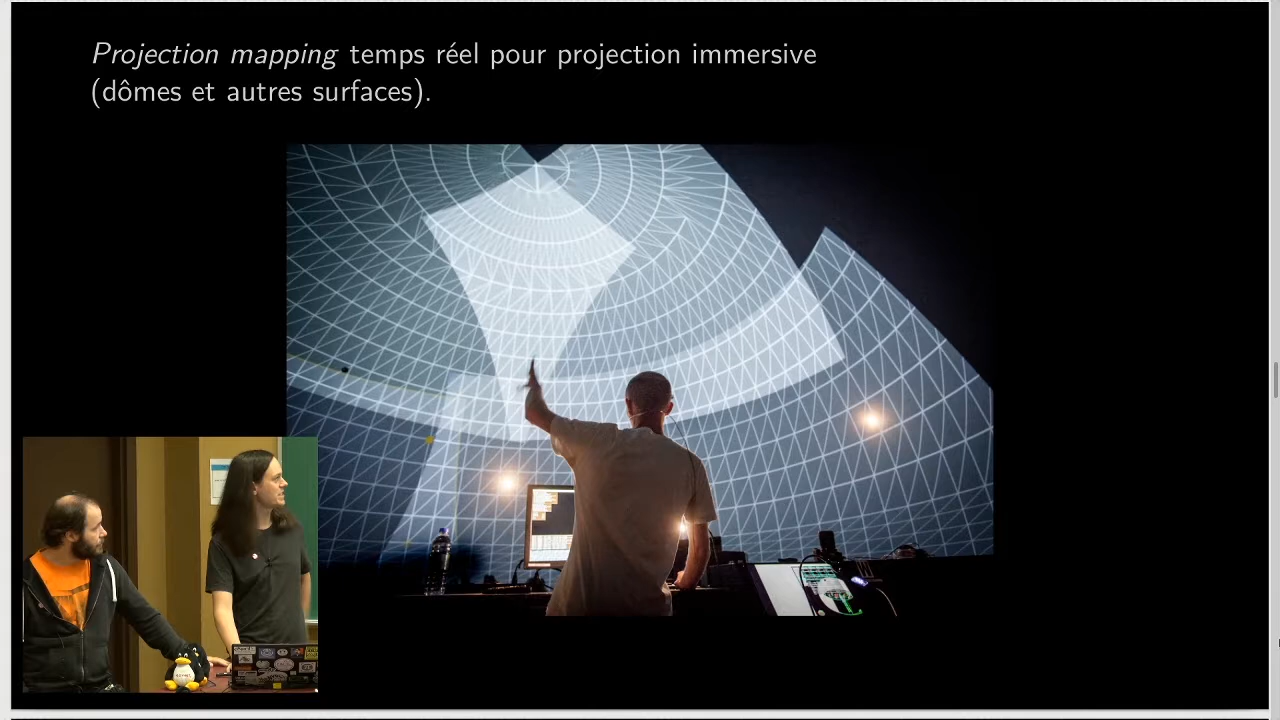 Projection mapping temps réel pour projection immersive
(dômes et autres surfaces).